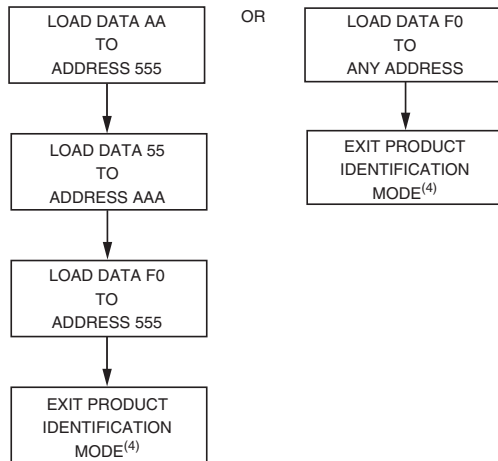 LOAD DATA AA
TO
ADDRESS 555
LOAD DATA 55
TO
ADDRESS AAA
LOAD DATA F0
TO
ADDRESS 555
EXIT PRODUCT
IDENTIFICATION
MODE(4)
OR
LOAD DATA F0
TO
ANY ADDRESS
EXIT PRODUCT
IDENTIFICATION
MODE(4)